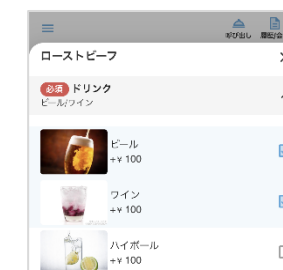 呼び出し
ローストビーフ
必須 ドリンク
ビール/ワイン
ビール
+¥ 100
ワイン
+¥ 100
ハイボール
+¥ 100